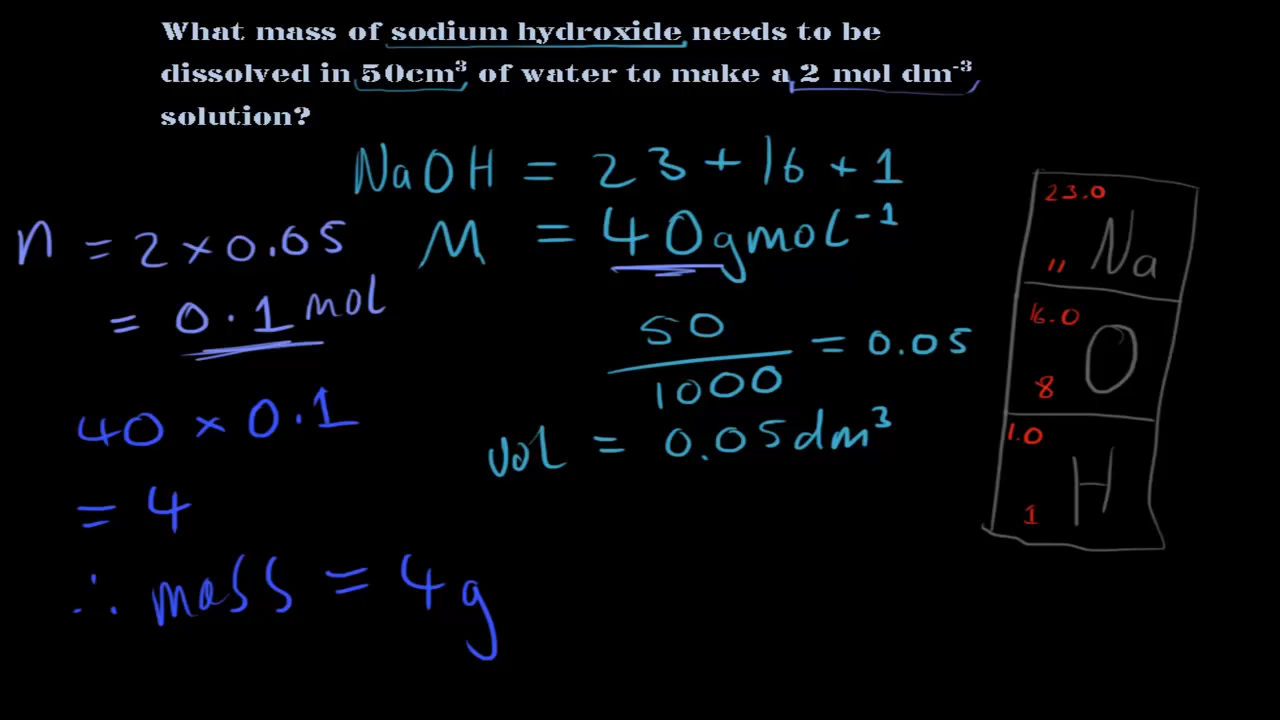 What mass of sodium hydroxide needs to be
dissolved in 50cm³ of water to make a 2 mol dm⁻³
solution?
NaOH = 23 + 16 + 1
M = 40gmol⁻¹
n = 2 × 0.05
= 0.1 mol
50
1000
= 0.05
vol = 0.05dm³
40 × 0.1
= 4
∴ mass = 4g
23.0
11 Na
16.0
8 O
1.0
1 H